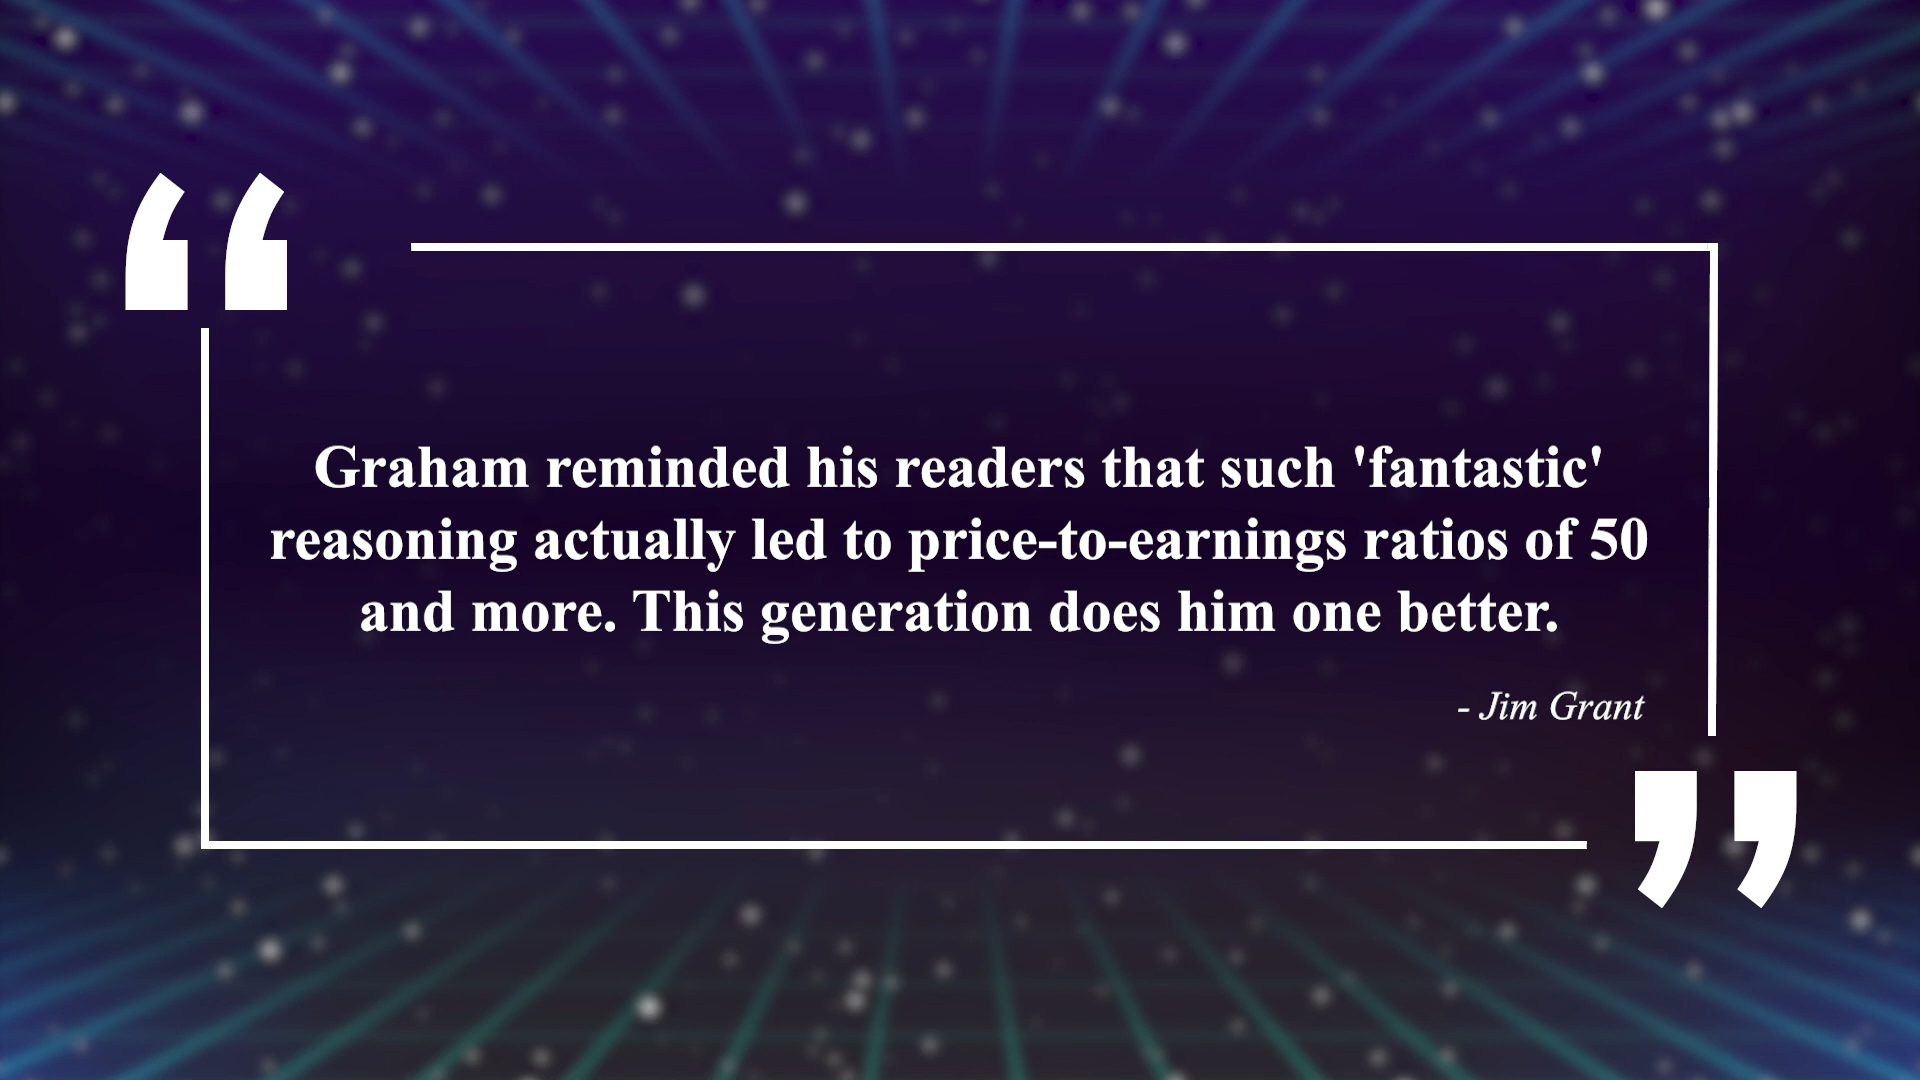 “
Graham reminded his readers that such 'fantastic'
reasoning actually led to price-to-earnings ratios of 50
and more. This generation does him one better.
- Jim Grant
”